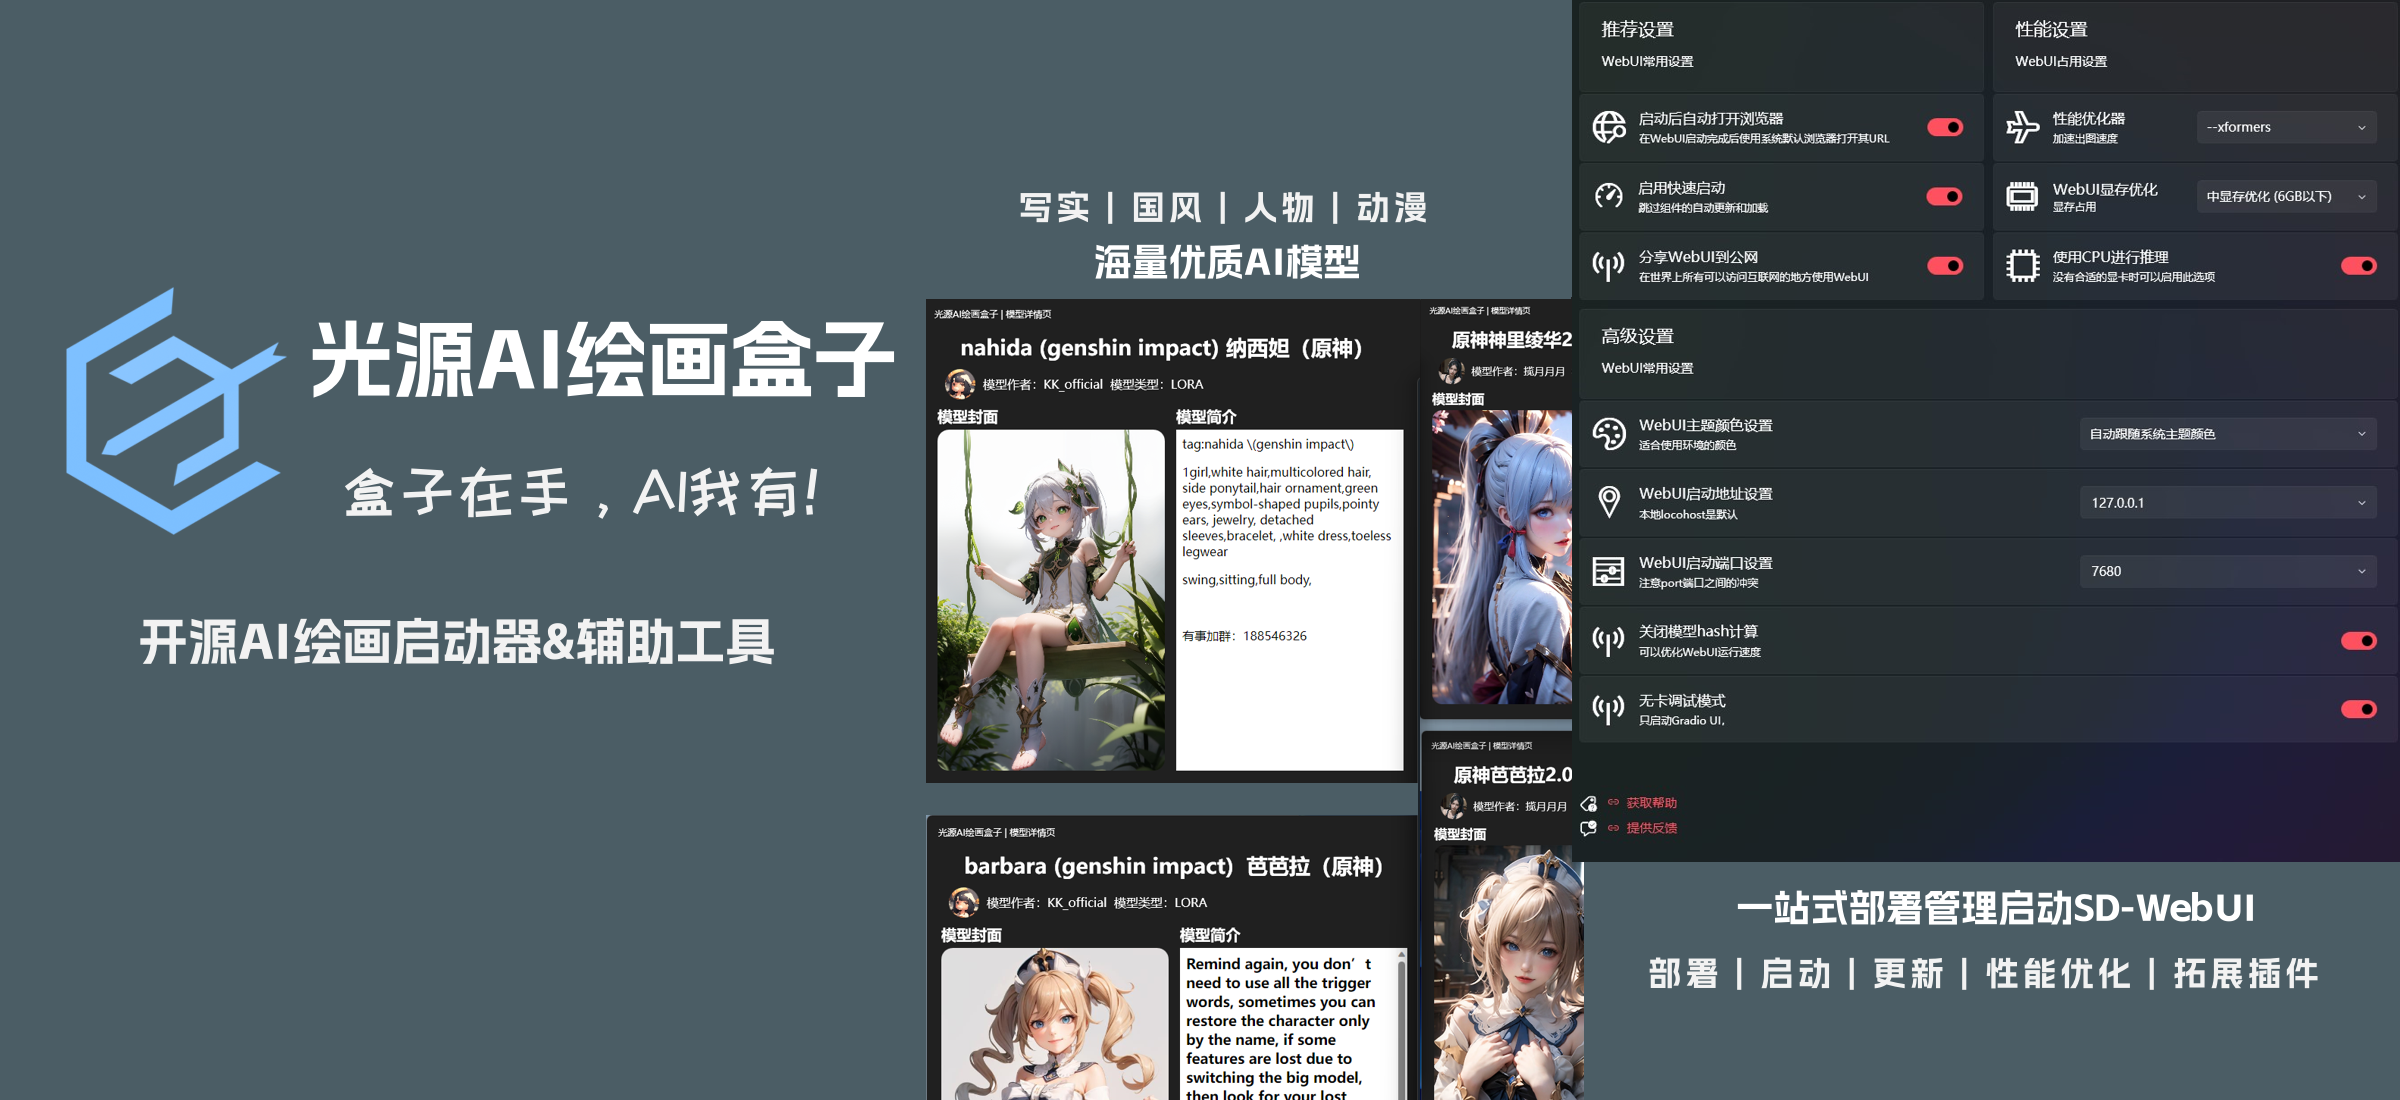 光源AI绘画盒子
盒子在手，AI我有!
开源AI绘画启动器&辅助工具
写实 | 国风 | 人物 | 动漫
海量优质AI模型
光源AI绘画盒子 | 模型详情页
nahida (genshin impact) 纳西妲（原神）
模型作者：KK_official 模型类型：LORA
模型封面
模型简介
tag:nahida \(genshin impact\)
1girl,white hair,multicolored hair,
side ponytail,hair ornament,green
eyes,symbol-shaped pupils,pointy
ears, jewelry, detached
sleeves,bracelet, ,white dress,toeless
legwear
swing,sitting,full body,
有事加群：188546326
光源AI绘画盒子 | 模型详情页
原神神里绫华2
模型作者：揽月月月
模型封面
光源AI绘画盒子 | 模型详情页
barbara (genshin impact) 芭芭拉（原神）
模型作者：KK_official 模型类型：LORA
模型封面
模型简介
Remind again, you don't
need to use all the trigger
words, sometimes you can
restore the character only
by the name, if some
features are lost due to
switching the big model,
then look for your lost
光源AI绘画盒子 | 模型详情页
原神芭芭拉2.0
模型作者：揽月月月
模型封面
推荐设置
WebUI常用设置
启动后自动打开浏览器
在WebUI启动完成后使用系统默认浏览器打开其URL
启用快速启动
跳过组件的自动更新和加载
分享WebUI到公网
在世界上所有可以访问互联网的地方使用WebUI
性能设置
WebUI占用设置
性能优化器
加速出图速度
--xformers
WebUI显存优化
显存占用
中显存优化 (6GB以下)
使用CPU进行推理
没有合适的显卡时可以启用此选项
高级设置
WebUI常用设置
WebUI主题颜色设置
适合使用环境的颜色
自动跟随系统主题颜色
WebUI启动地址设置
本地locohost是默认
127.0.0.1
WebUI启动端口设置
注意port端口之间的冲突
7680
关闭模型hash计算
可以优化WebUI运行速度
无卡调试模式
只启动Gradio UI,
获取帮助
提供反馈
一站式部署管理启动SD-WebUI
部署 | 启动 | 更新 | 性能优化 | 拓展插件